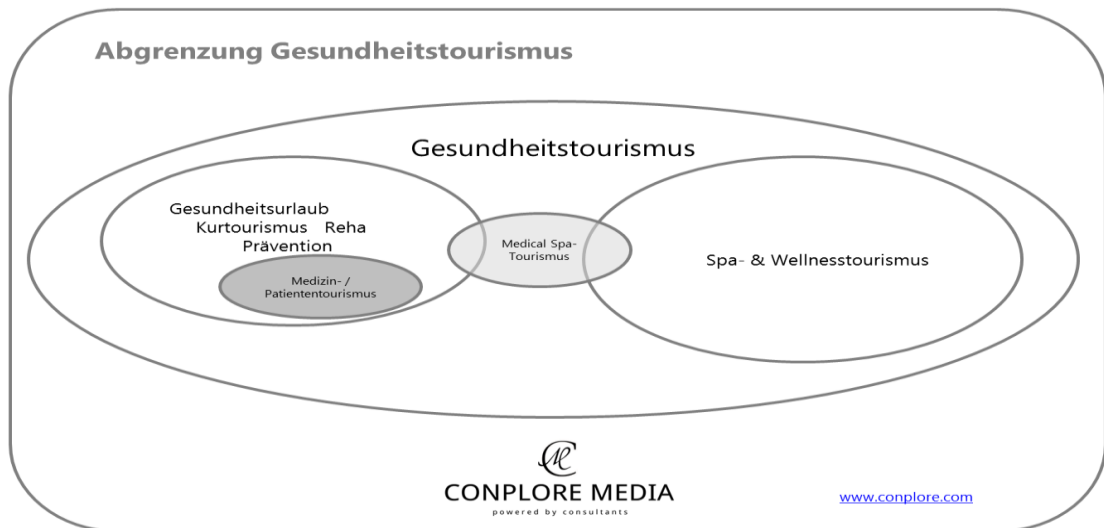 Abgrenzung Gesundheitstourismus
Gesundheitstourismus
Gesundheitsurlaub
Kurtourismus Reha
Prävention
Medizin- /
Patiententourismus
Medical Spa-
Tourismus
Spa- & Wellnesstourismus
CONPLORE MEDIA
powered by consultants
www.conplore.com